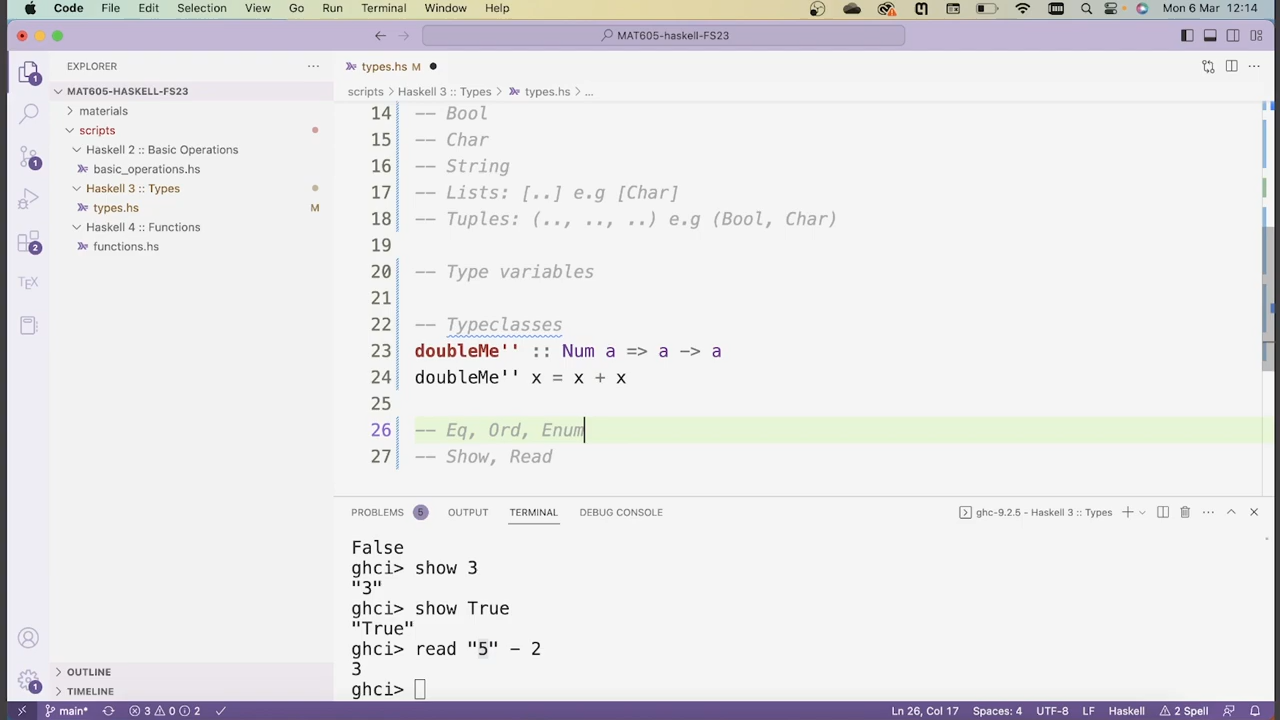 Code File Edit Selection View Go Run Terminal Window Help Mon 6 Mar 12:14
MAT605-haskell-FS23
EXPLORER
types.hs M
MAT605-HASKELL-FS23
scripts > Haskell 3 :: Types > types.hs > ...
materials
scripts
Haskell 2 :: Basic Operations
basic_operations.hs
Haskell 3 :: Types
types.hs M
Haskell 4 :: Functions
functions.hs
14 -- Bool
15 -- Char
16 -- String
17 -- Lists: [..] e.g [Char]
18 -- Tuples: (.., .., ..) e.g (Bool, Char)
19
20 -- Type variables
21
22 -- Typeclasses
23 doubleMe'' :: Num a => a -> a
24 doubleMe'' x = x + x
25
26 -- Eq, Ord, Enum
27 -- Show, Read
PROBLEMS 5 OUTPUT TERMINAL DEBUG CONSOLE ghc-9.2.5 - Haskell 3 :: Types
False
ghci> show 3
"3"
ghci> show True
"True"
ghci> read "5" - 2
3
ghci>
OUTLINE
TIMELINE
main* 3 0 2 Ln 26, Col 17 Spaces: 4 UTF-8 LF Haskell 2 Spell